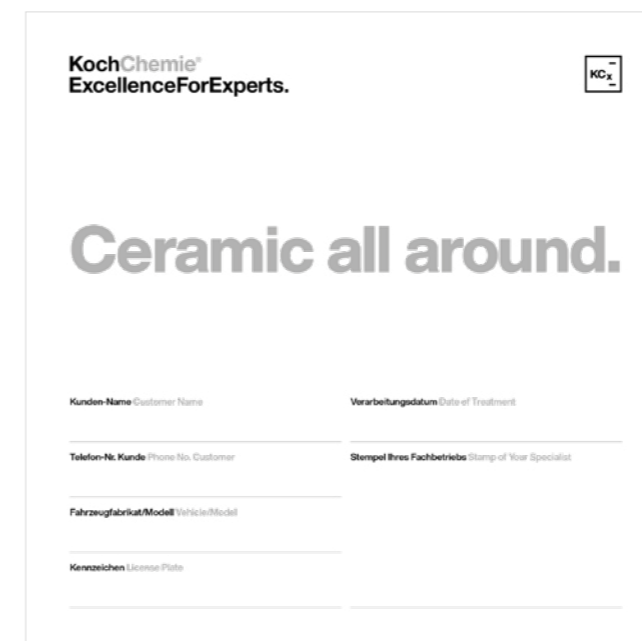 KochChemie®
ExcellenceForExperts.
KCx
Ceramic all around.
Kunden-Name Customer Name
Verarbeitungsdatum Date of Treatment
Telefon-Nr. Kunde Phone No. Customer
Stempel Ihres Fachbetriebs Stamp of Your Specialist
Fahrzeugfabrikat/Modell Vehicle/Model
Kennzeichen License Plate